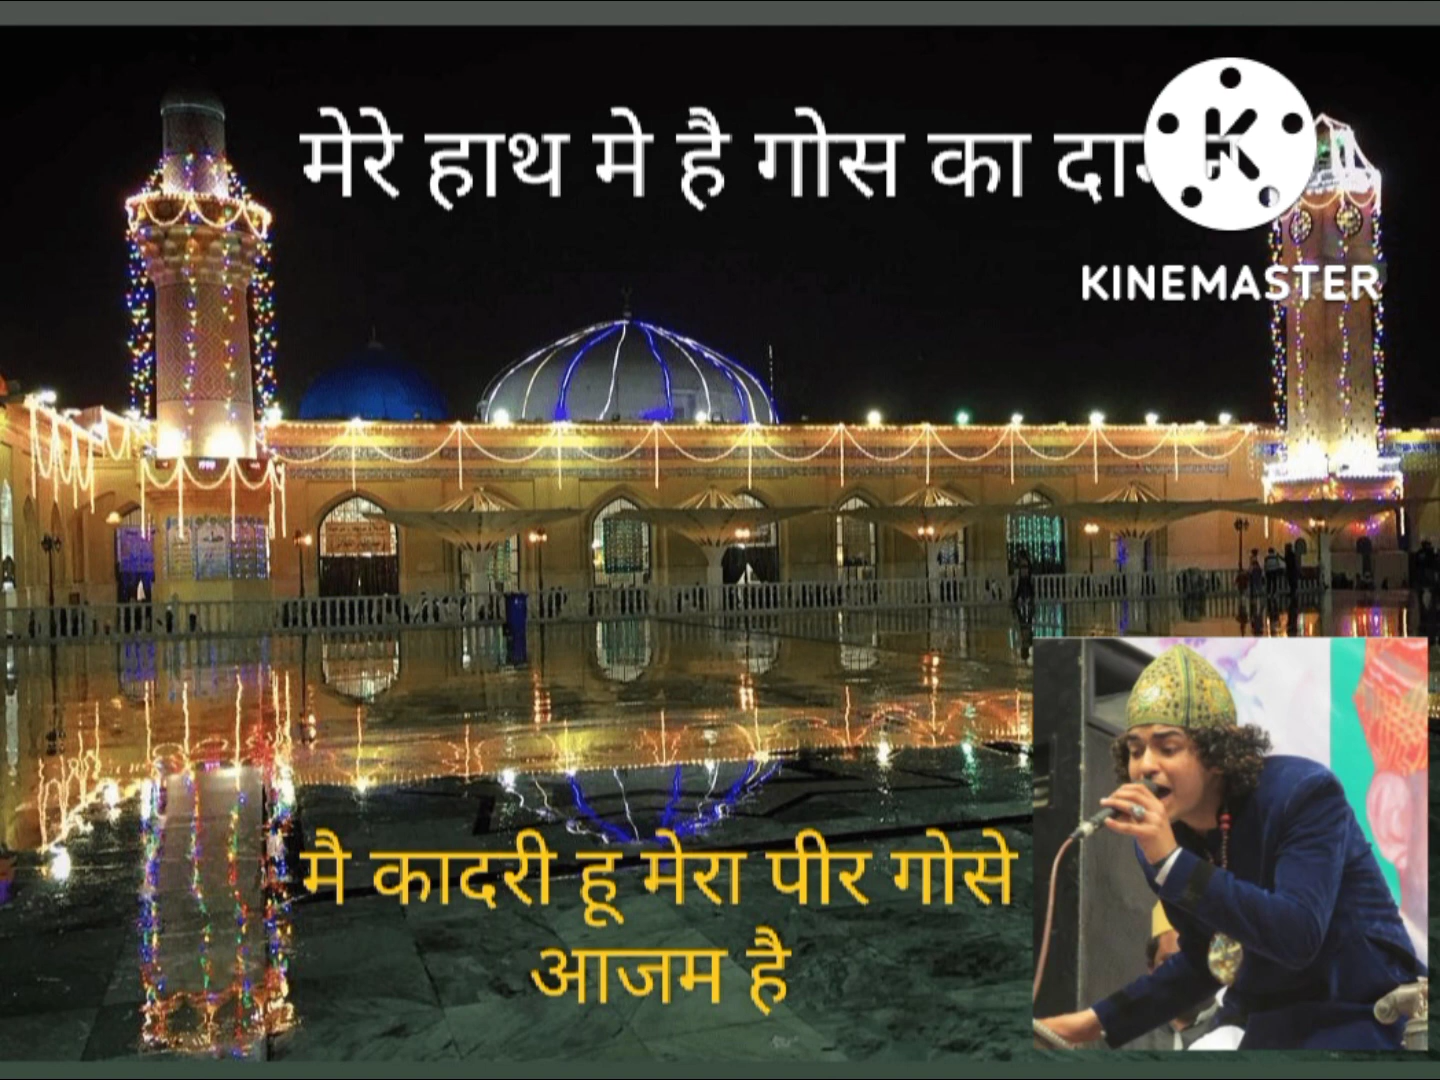 मेरे हाथ मे है गोस का
KINEMASTER
मै कादरी हू मेरा पीर गोसे
आजम है